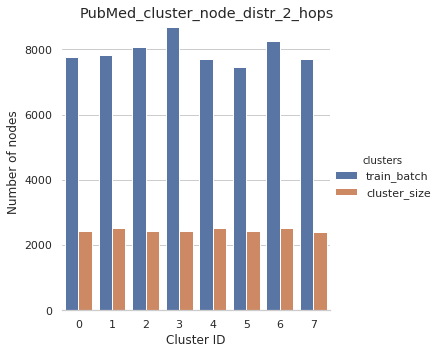 PubMed_cluster_node_distr_2_hops
8000
6000
4000
2000
0
Number of nodes
0 1 2 3 4 5 6 7
Cluster ID
clusters
train_batch
cluster_size